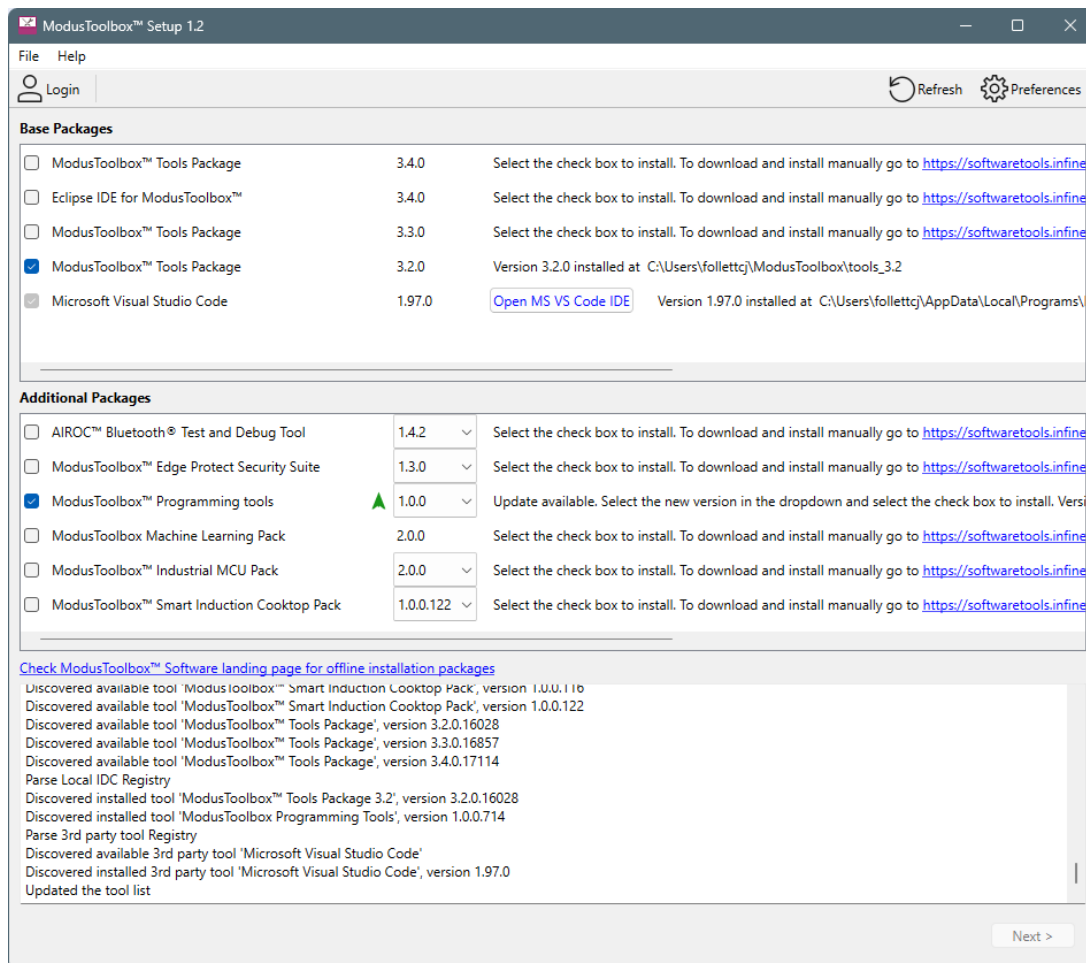 ModusToolbox™ Setup 1.2
File Help
Login Refresh Preferences
Base Packages
ModusToolbox™ Tools Package 3.4.0 Select the check box to install. To download and install manually go to https://softwaretools.infine
Eclipse IDE for ModusToolbox™ 3.4.0 Select the check box to install. To download and install manually go to https://softwaretools.infine
ModusToolbox™ Tools Package 3.3.0 Select the check box to install. To download and install manually go to https://softwaretools.infine
ModusToolbox™ Tools Package 3.2.0 Version 3.2.0 installed at C:\Users\follettcj\ModusToolbox\tools_3.2
Microsoft Visual Studio Code 1.97.0 Open MS VS Code IDE Version 1.97.0 installed at C:\Users\follettcj\AppData\Local\Programs\
Additional Packages
AIROC™ Bluetooth® Test and Debug Tool 1.4.2 Select the check box to install. To download and install manually go to https://softwaretools.infine
ModusToolbox™ Edge Protect Security Suite 1.3.0 Select the check box to install. To download and install manually go to https://softwaretools.infine
ModusToolbox™ Programming tools 1.0.0 Update available. Select the new version in the dropdown and select the check box to install. Versi
ModusToolbox Machine Learning Pack 2.0.0 Select the check box to install. To download and install manually go to https://softwaretools.infine
ModusToolbox™ Industrial MCU Pack 2.0.0 Select the check box to install. To download and install manually go to https://softwaretools.infine
ModusToolbox™ Smart Induction Cooktop Pack 1.0.0.122 Select the check box to install. To download and install manually go to https://softwaretools.infine
Check ModusToolbox™ Software landing page for offline installation packages
Discovered available tool 'ModusToolbox™ Smart Induction Cooktop Pack', version 1.0.0.116
Discovered available tool 'ModusToolbox™ Smart Induction Cooktop Pack', version 1.0.0.122
Discovered available tool 'ModusToolbox™ Tools Package', version 3.2.0.16028
Discovered available tool 'ModusToolbox™ Tools Package', version 3.3.0.16857
Discovered available tool 'ModusToolbox™ Tools Package', version 3.4.0.17114
Parse Local IDC Registry
Discovered installed tool 'ModusToolbox™ Tools Package 3.2', version 3.2.0.16028
Discovered installed tool 'ModusToolbox Programming Tools', version 1.0.0.714
Parse 3rd party tool Registry
Discovered available 3rd party tool 'Microsoft Visual Studio Code'
Discovered installed 3rd party tool 'Microsoft Visual Studio Code', version 1.97.0
Updated the tool list
Next >